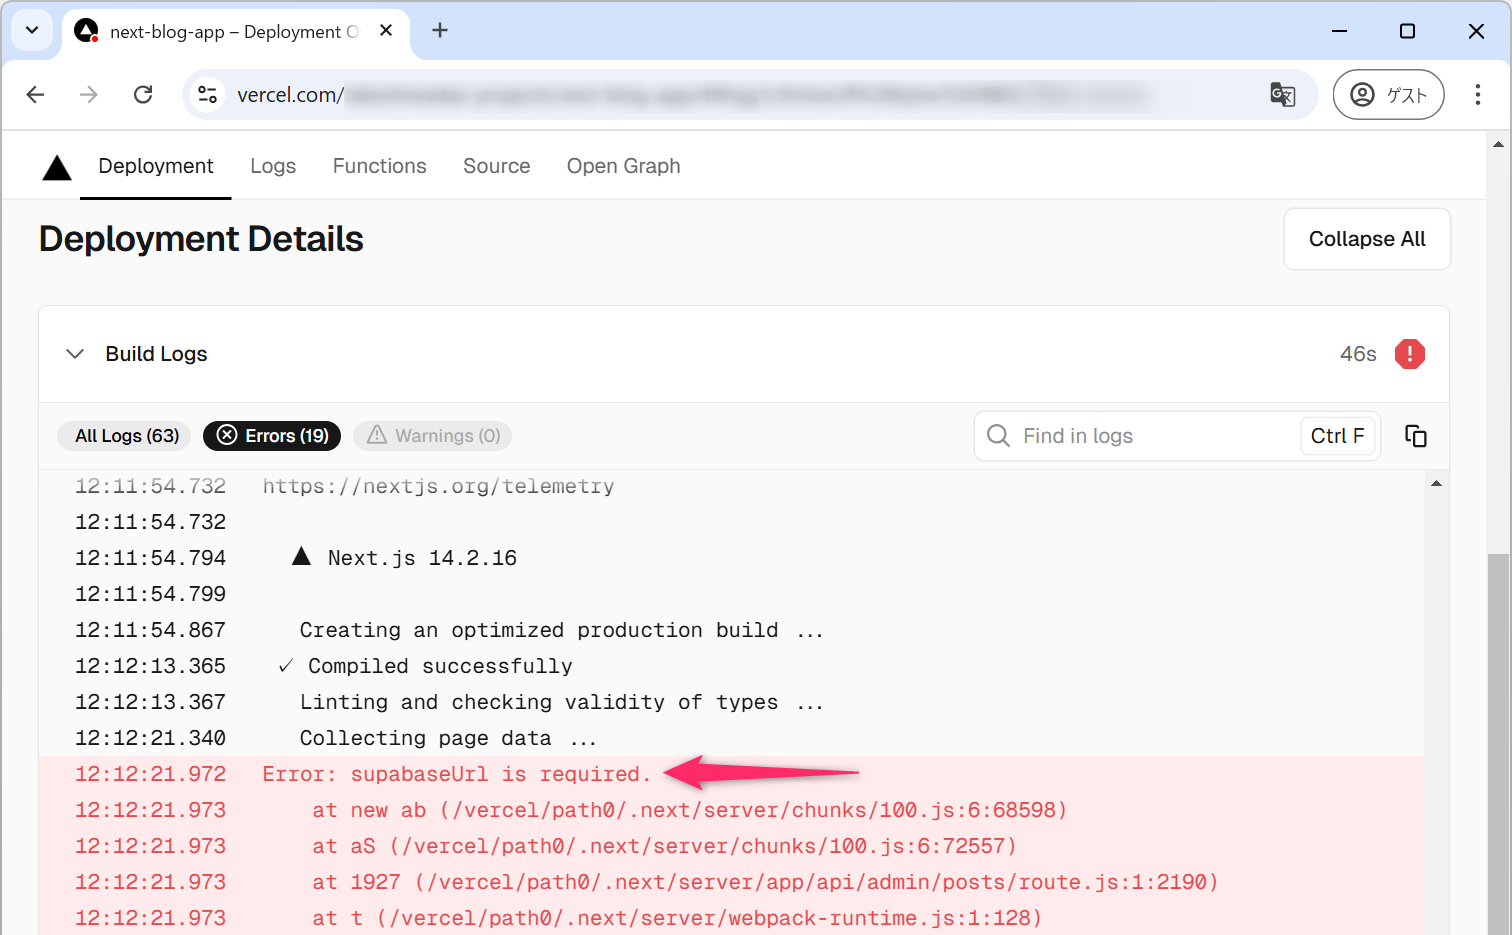 next-blog-app – Deployment O
vercel.com/
ゲスト
Deployment Logs Functions Source Open Graph
Deployment Details
Collapse All
Build Logs
46s
All Logs (63) Errors (19) Warnings (0)
Find in logs
Ctrl F
12:11:54.732 https://nextjs.org/telemetry
12:11:54.732
12:11:54.794 ▲ Next.js 14.2.16
12:11:54.799
12:11:54.867 Creating an optimized production build ...
12:12:13.365 ✓ Compiled successfully
12:12:13.367 Linting and checking validity of types ...
12:12:21.340 Collecting page data ...
12:12:21.972 Error: supabaseUrl is required.
12:12:21.973 at new ab (/vercel/path0/.next/server/chunks/100.js:6:68598)
12:12:21.973 at aS (/vercel/path0/.next/server/chunks/100.js:6:72557)
12:12:21.973 at 1927 (/vercel/path0/.next/server/app/api/admin/posts/route.js:1:2190)
12:12:21.973 at t (/vercel/path0/.next/server/webpack-runtime.js:1:128)